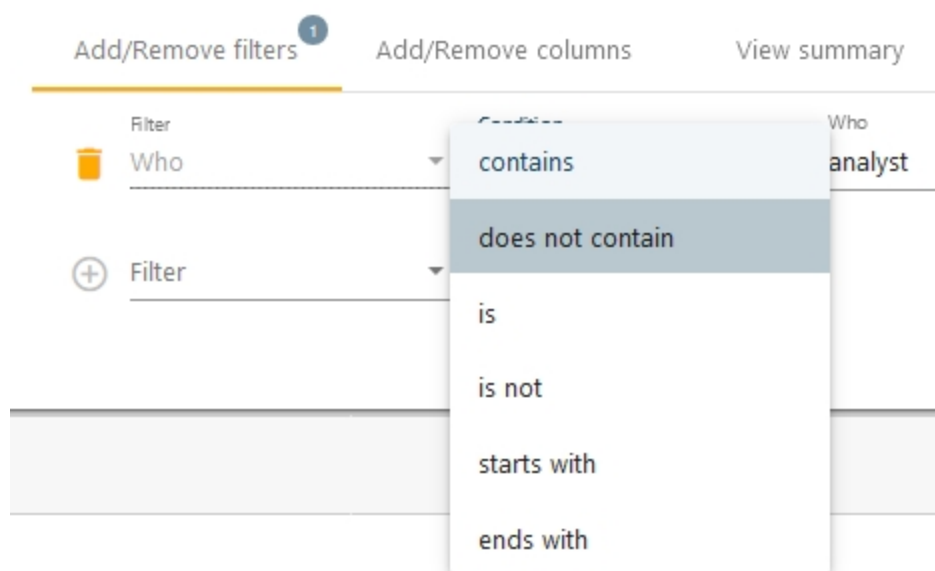 1
Add/Remove filters Add/Remove columns View summary
Filter Condition Who
Who contains analyst
does not contain
Filter
is
is not
starts with
ends with